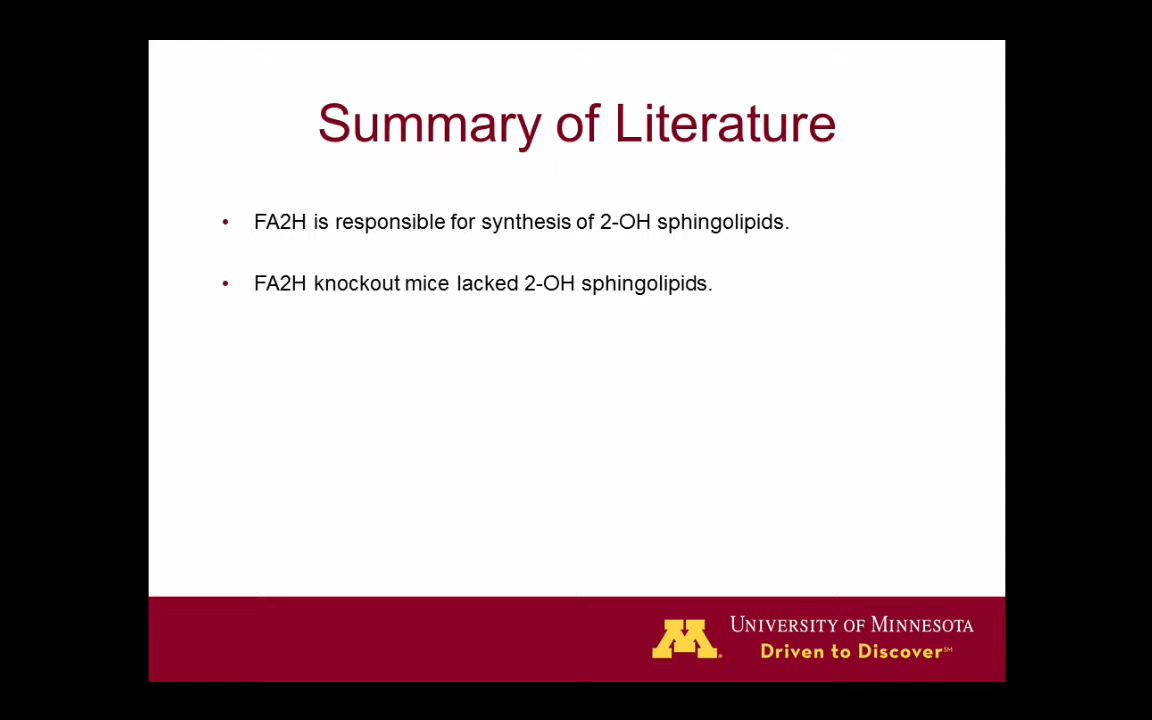 Summary of Literature
• FA2H is responsible for synthesis of 2-OH sphingolipids.
• FA2H knockout mice lacked 2-OH sphingolipids.
M
UNIVERSITY OF MINNESOTA
Driven to Discover℠